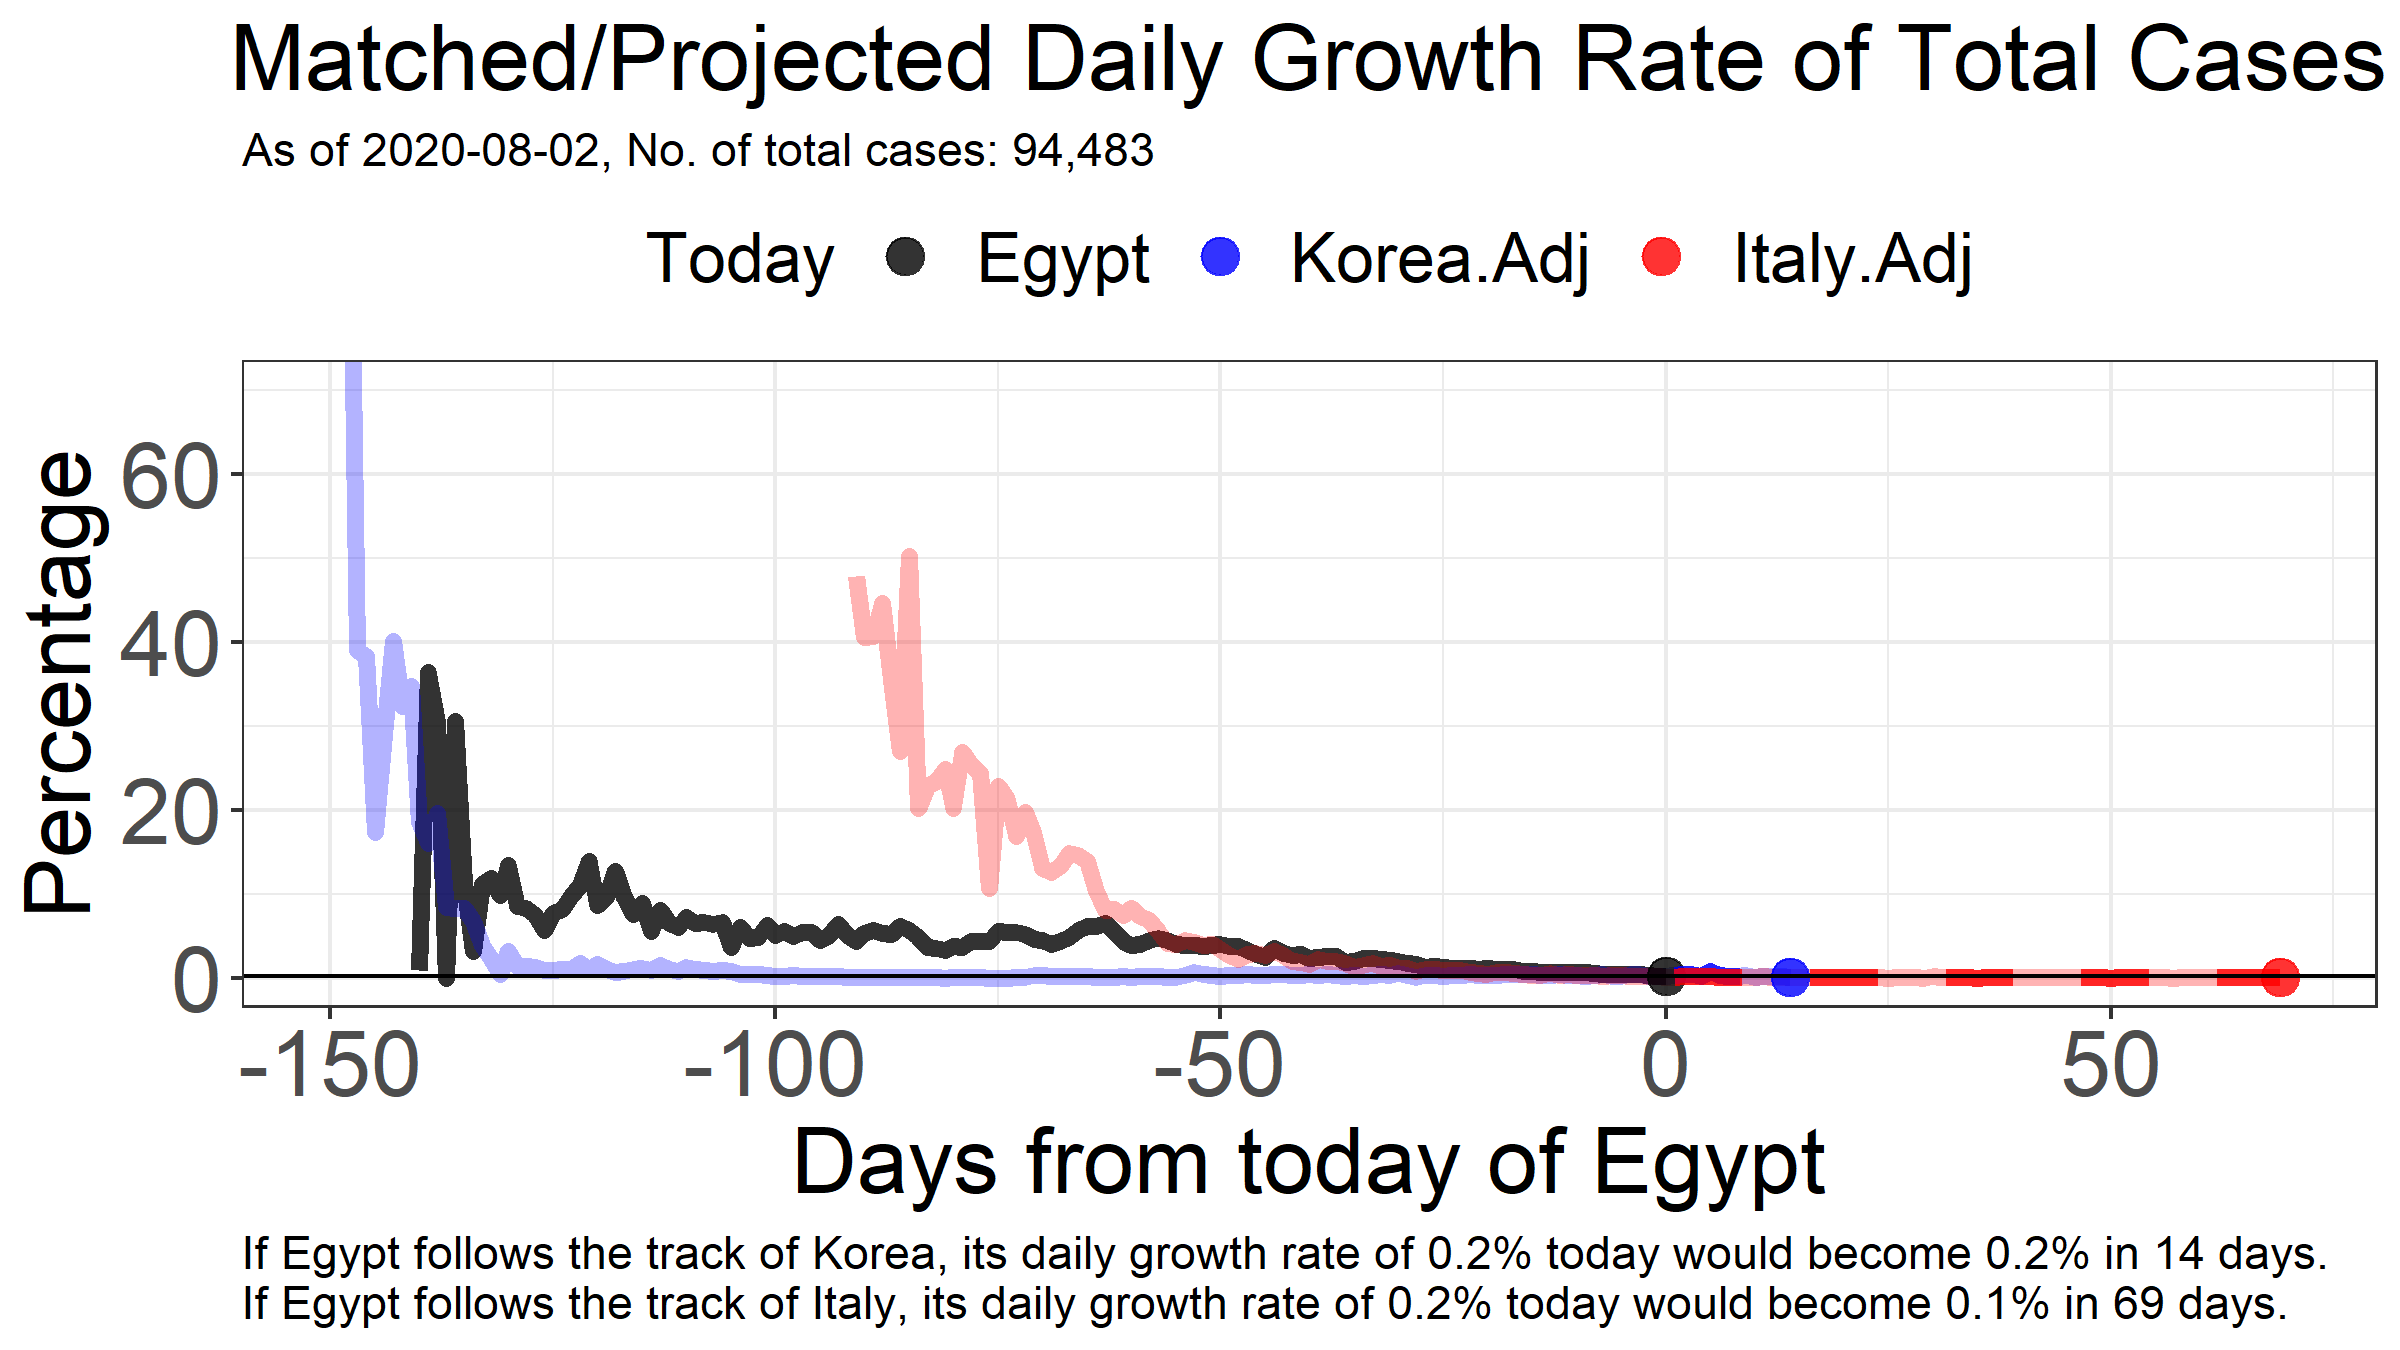 Matched/Projected Daily Growth Rate of Total Cases
As of 2020-08-02, No. of total cases: 94,483
Today Egypt Korea.Adj Italy.Adj
Percentage
60
40
20
0
-150 -100 -50 0 50
Days from today of Egypt
If Egypt follows the track of Korea, its daily growth rate of 0.2% today would become 0.2% in 14 days.
If Egypt follows the track of Italy, its daily growth rate of 0.2% today would become 0.1% in 69 days.